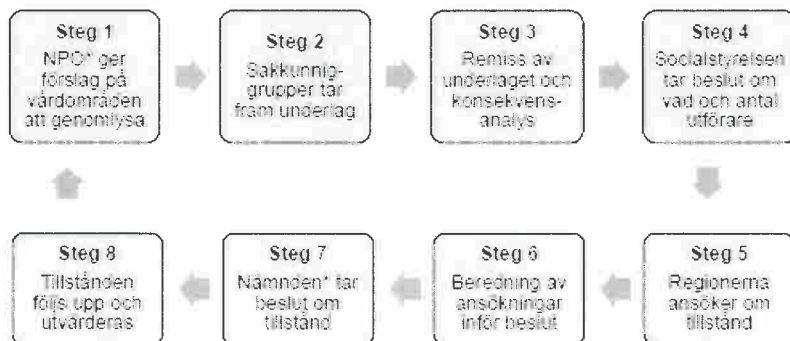 Steg 1
NPO* ger
förslag på
vårdområden
att genomlysa
Steg 2
Sakkunnig-
grupper tar
fram underlag
Steg 3
Remiss av
underlaget och
konsekvens-
analys
Steg 4
Socialstyrelsen
tar beslut om
vad och antal
utförare
Steg 5
Regionerna
ansöker om
tillstånd
Steg 6
Beredning av
ansökningar
inför beslut
Steg 7
Nämnden* tar
beslut om
tillstånd
Steg 8
Tillstånden
följs upp och
utvärderas